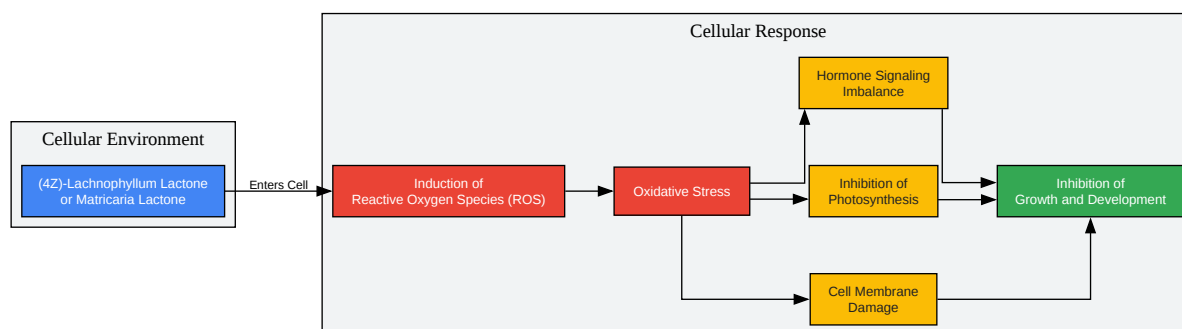 Cellular Response
Hormone Signaling
Imbalance
Cellular Environment
(4Z)-Lachnophyllum Lactone
or Matricaria Lactone
Enters Cell
Induction of
Reactive Oxygen Species (ROS)
Oxidative Stress
Inhibition of
Photosynthesis
Inhibition of
Growth and Development
Cell Membrane
Damage